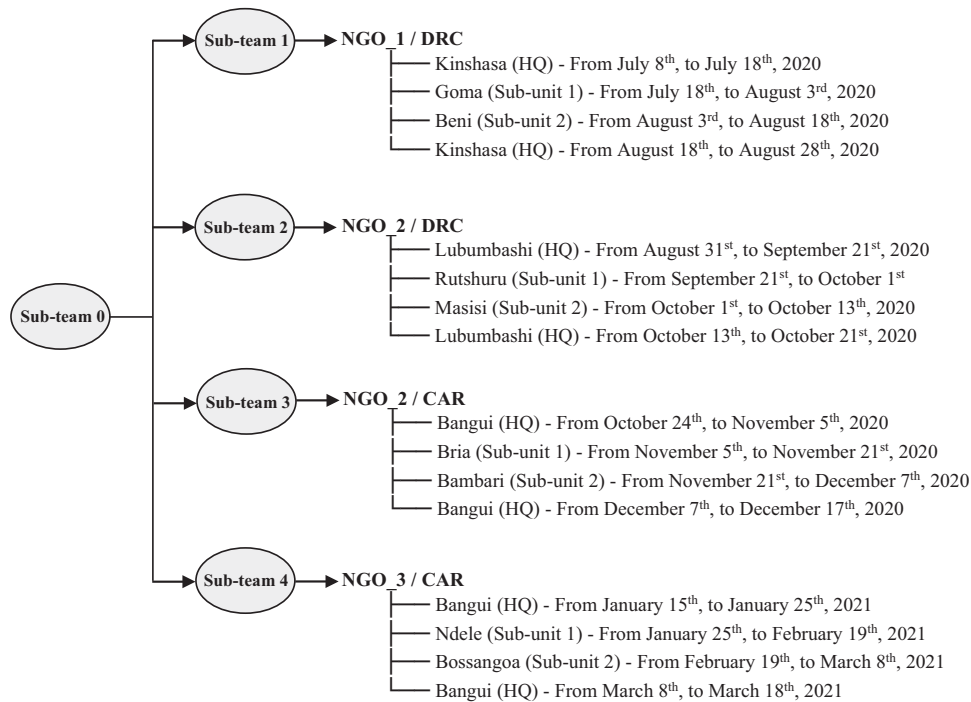 Sub-team 0
Sub-team 1
NGO_1 / DRC
Kinshasa (HQ) - From July 8th, to July 18th, 2020
Goma (Sub-unit 1) - From July 18th, to August 3rd, 2020
Beni (Sub-unit 2) - From August 3rd, to August 18th, 2020
Kinshasa (HQ) - From August 18th, to August 28th, 2020
Sub-team 2
NGO_2 / DRC
Lubumbashi (HQ) - From August 31st, to September 21st, 2020
Rutshuru (Sub-unit 1) - From September 21st, to October 1st
Masisi (Sub-unit 2) - From October 1st, to October 13th, 2020
Lubumbashi (HQ) - From October 13th, to October 21st, 2020
Sub-team 3
NGO_2 / CAR
Bangui (HQ) - From October 24th, to November 5th, 2020
Bria (Sub-unit 1) - From November 5th, to November 21st, 2020
Bambari (Sub-unit 2) - From November 21st, to December 7th, 2020
Bangui (HQ) - From December 7th, to December 17th, 2020
Sub-team 4
NGO_3 / CAR
Bangui (HQ) - From January 15th, to January 25th, 2021
Ndele (Sub-unit 1) - From January 25th, to February 19th, 2021
Bossangoa (Sub-unit 2) - From February 19th, to March 8th, 2021
Bangui (HQ) - From March 8th, to March 18th, 2021